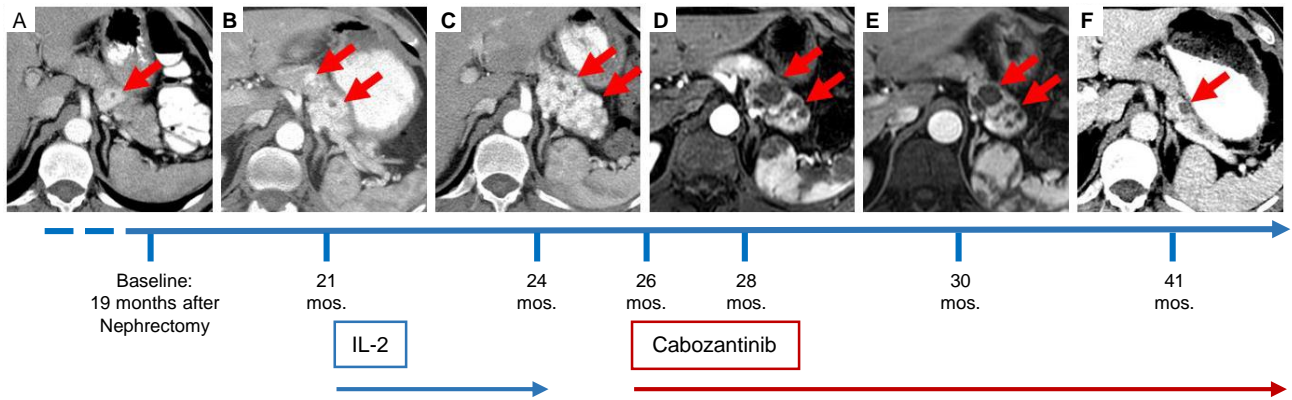 A B C D E F
Baseline:
19 months after
Nephrectomy
21
mos.
24
mos.
26
mos.
28
mos.
30
mos.
41
mos.
IL-2
Cabozantinib